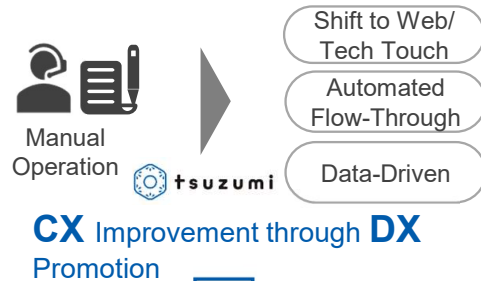 Shift to Web/
Tech Touch
Automated
Flow-Through
Manual
Operation
tsuzumi
Data-Driven
CX Improvement through DX
Promotion